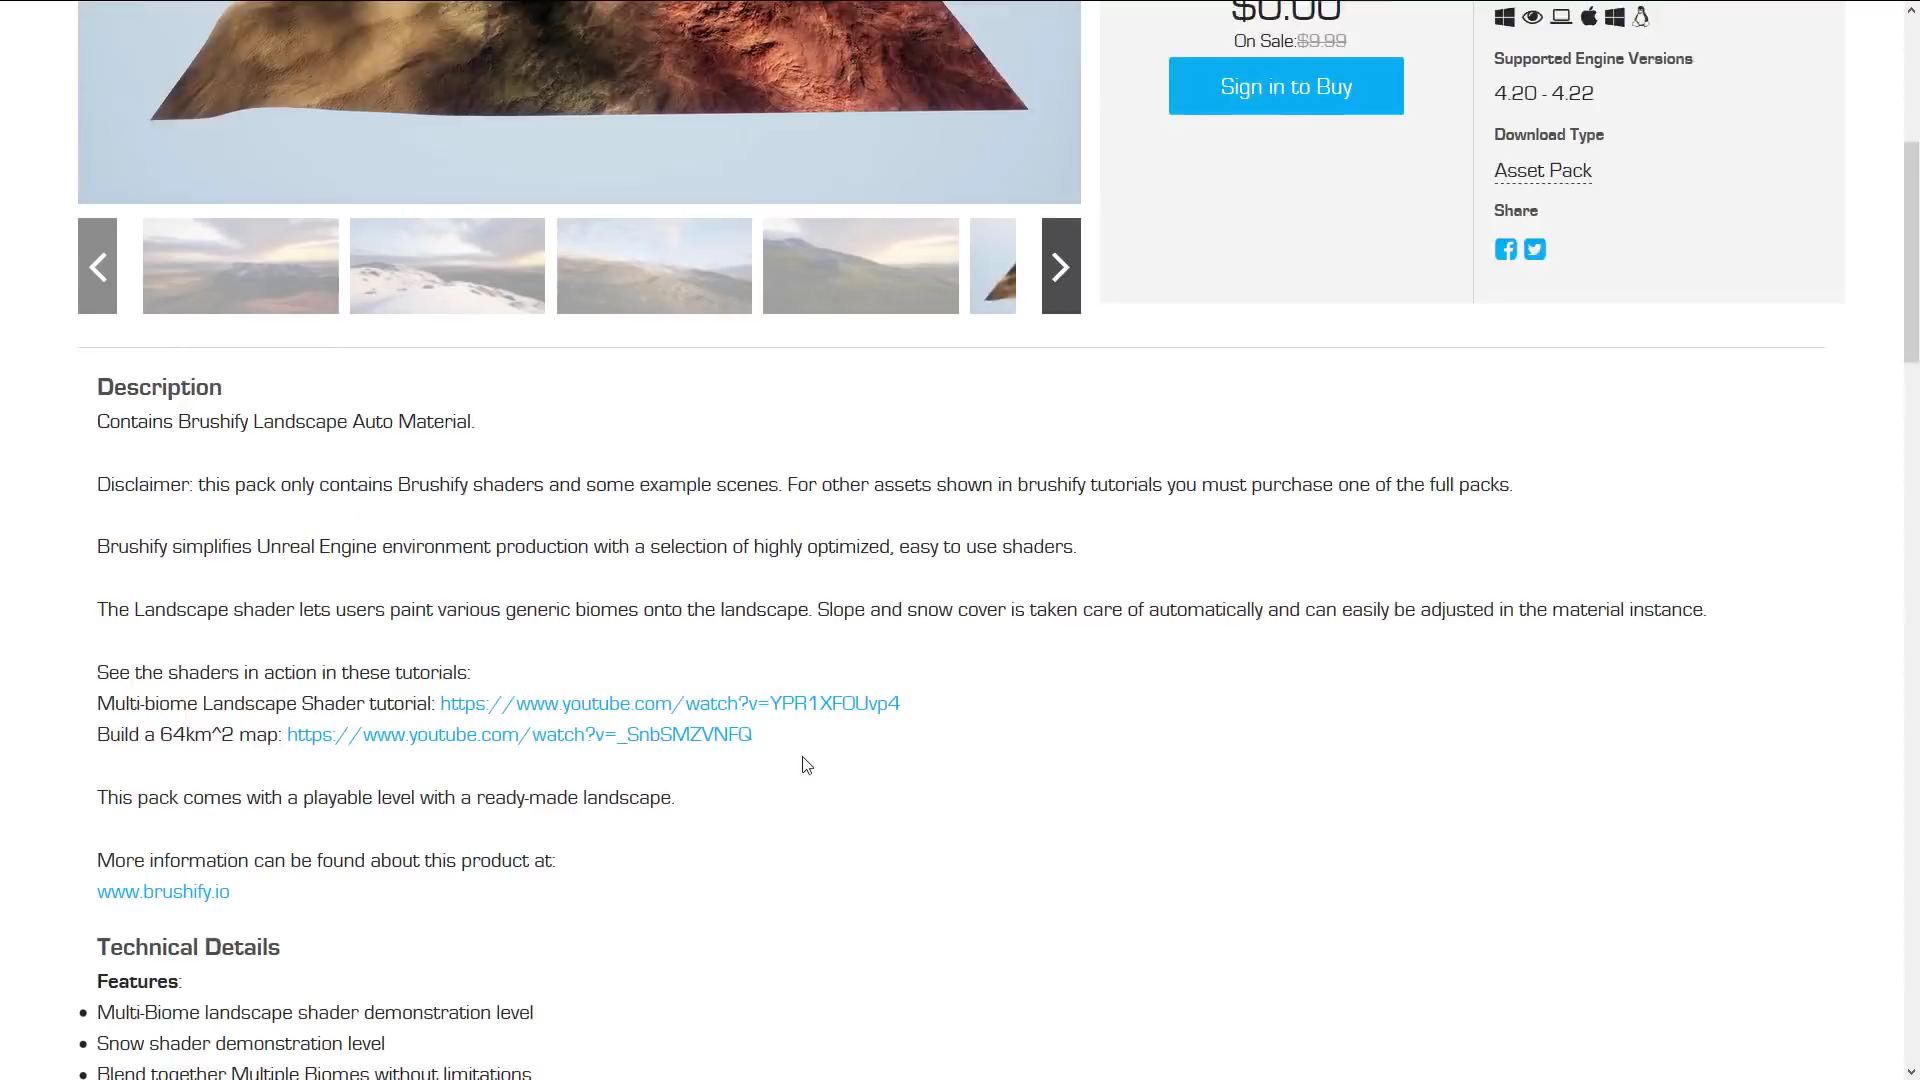 $0.00
On Sale:$9.99
Sign in to Buy
Supported Engine Versions
4.20 - 4.22
Download Type
Asset Pack
Share
Description
Contains Brushify Landscape Auto Material.
Disclaimer: this pack only contains Brushify shaders and some example scenes. For other assets shown in brushify tutorials you must purchase one of the full packs.
Brushify simplifies Unreal Engine environment production with a selection of highly optimized, easy to use shaders.
The Landscape shader lets users paint various generic biomes onto the landscape. Slope and snow cover is taken care of automatically and can easily be adjusted in the material instance.
See the shaders in action in these tutorials:
Multi-biome Landscape Shader tutorial: https://www.youtube.com/watch?v=YPR1XFOUvp4
Build a 64km^2 map: https://www.youtube.com/watch?v=_SnbSMZVNFQ
This pack comes with a playable level with a ready-made landscape.
More information can be found about this product at:
www.brushify.io
Technical Details
Features:
• Multi-Biome landscape shader demonstration level
• Snow shader demonstration level
• Blend together Multiple Biomes without limitations